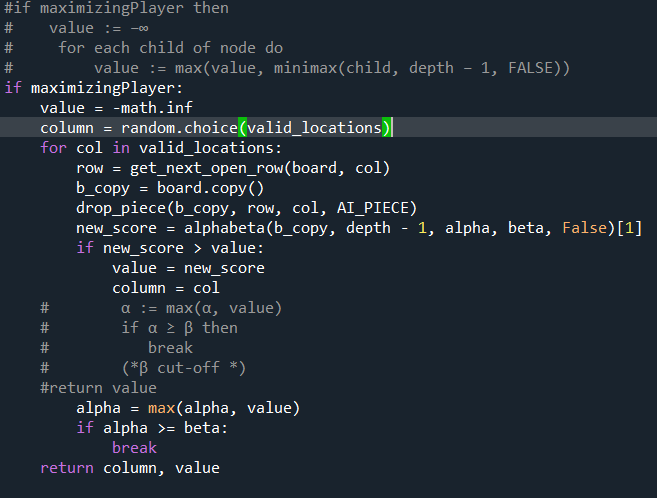 #if maximizingPlayer then
#    value := −∞
#     for each child of node do
#         value := max(value, minimax(child, depth − 1, FALSE))
if maximizingPlayer:
    value = -math.inf
    column = random.choice(valid_locations)
    for col in valid_locations:
        row = get_next_open_row(board, col)
        b_copy = board.copy()
        drop_piece(b_copy, row, col, AI_PIECE)
        new_score = alphabeta(b_copy, depth - 1, alpha, beta, False)[1]
        if new_score > value:
            value = new_score
            column = col
    #        α := max(α, value)
    #        if α ≥ β then
    #           break
    #        (*β cut-off *)
    #return value
        alpha = max(alpha, value)
        if alpha >= beta:
            break
    return column, value